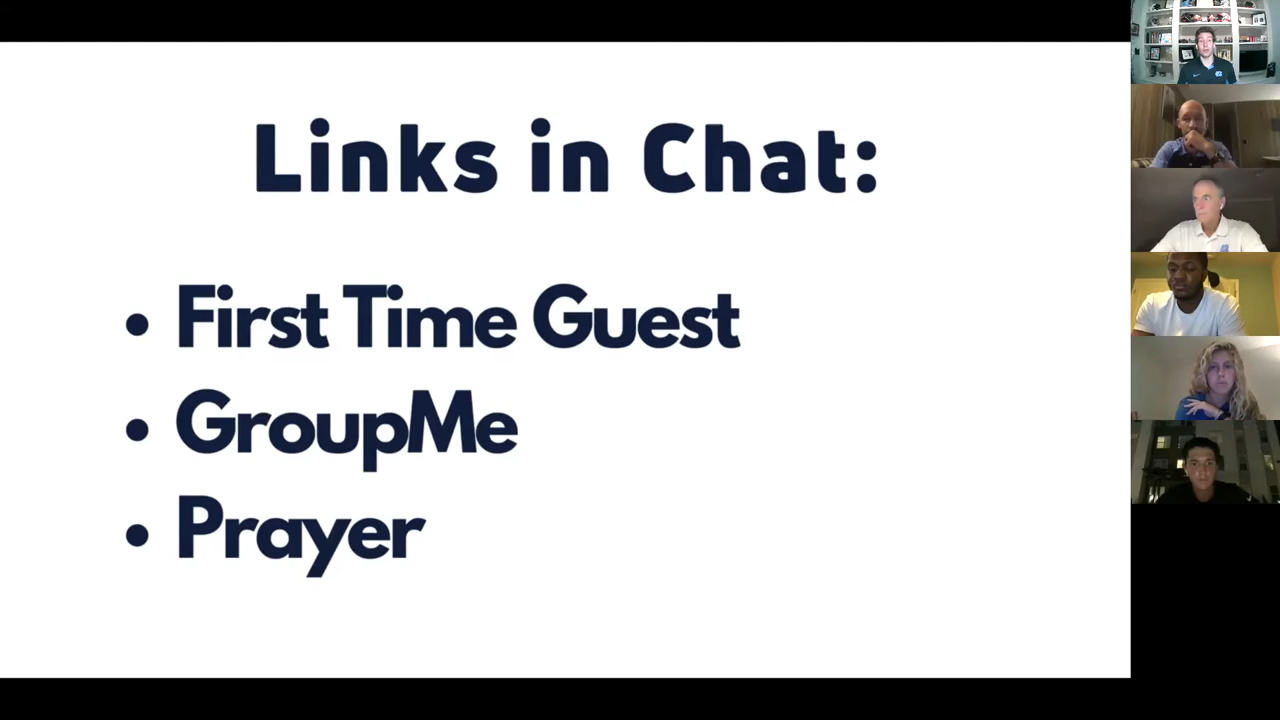 Links in Chat:
• First Time Guest
• GroupMe
• Prayer